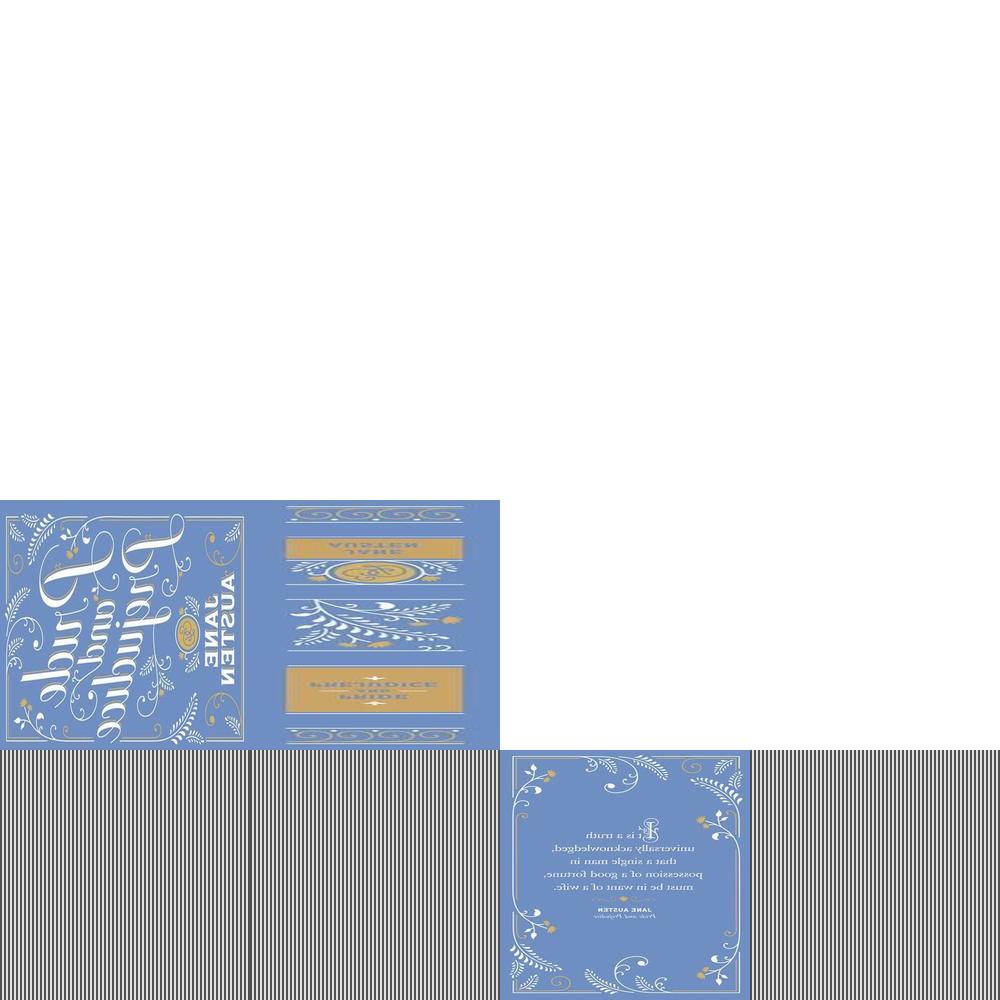 Pride
and
Prejudice
JANE
AUSTEN
JANE
AUSTEN
PRIDE
AND
PREJUDICE
It is a truth
universally acknowledged,
that a single man in
possession of a good fortune,
must be in want of a wife.
JANE AUSTEN
Pride and Prejudice